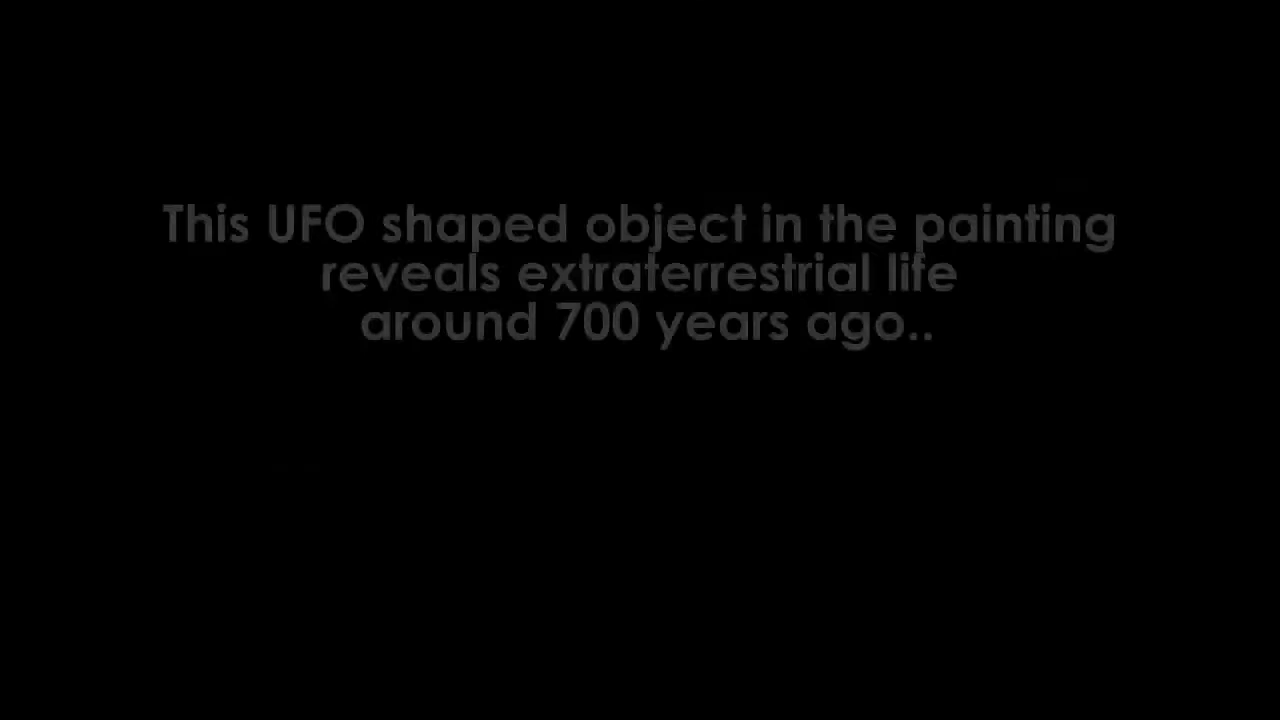 This UFO shaped object in the painting
reveals extraterrestrial life
around 700 years ago..